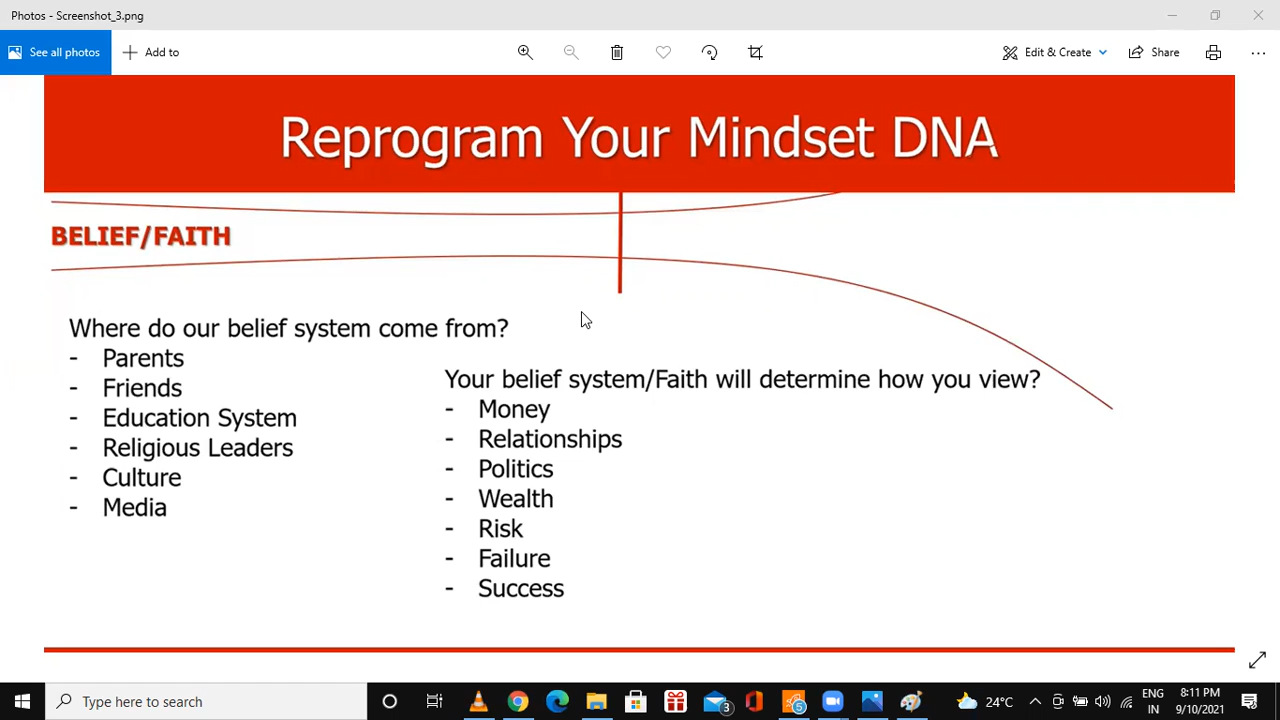 Photos - Screenshot_3.png
See all photos
Add to
Edit & Create
Share
Reprogram Your Mindset DNA
BELIEF/FAITH
Where do our belief system come from?
- Parents
- Friends
- Education System
- Religious Leaders
- Culture
- Media
Your belief system/Faith will determine how you view?
- Money
- Relationships
- Politics
- Wealth
- Risk
- Failure
- Success
Type here to search
3
5
24°C
ENG
IN
8:11 PM
9/10/2021